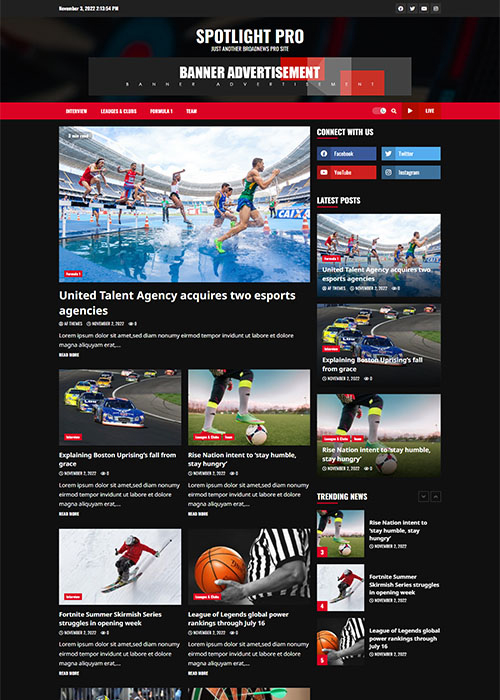 November 3, 2022 2:13:54 PM
SPOTLIGHT PRO
JUST ANOTHER BROADNEWS PRO SITE
BANNER ADVERTISEMENT
BANNER ADVERTISEMENT
INTERVIEW LEAUGES & CLUBS FORMULA 1 TEAM
LIVE
2 min read
Formula 1
United Talent Agency acquires two esports
agencies
AF THEMES NOVEMBER 2, 2022 0
Lorem ipsum dolor sit amet,sed diam nonumy eirmod tempor invidunt ut labore et dolore
magna aliquyam erat,...
READ MORE
Interview
Explaining Boston Uprising's fall from
grace
NOVEMBER 2, 2022 0
Lorem ipsum dolor sit amet,sed diam nonumy
eirmod tempor invidunt ut labore et dolore
magna aliquyam erat,...
READ MORE
Leauges & Clubs Team
Rise Nation intent to 'stay humble,
stay hungry'
NOVEMBER 2, 2022 0
Lorem ipsum dolor sit amet,sed diam nonumy
eirmod tempor invidunt ut labore et dolore
magna aliquyam erat,...
READ MORE
Interview
Fortnite Summer Skirmish Series
enters opening week
NOVEMBER 2, 2022 0
Lorem ipsum dolor sit amet,sed diam nonumy
eirmod tempor invidunt ut labore et dolore
magna aliquyam erat,...
READ MORE
Leauges & Clubs
League of Legends global power
rankings through July 16
NOVEMBER 2, 2022 0
Lorem ipsum dolor sit amet,sed diam nonumy
eirmod tempor invidunt ut labore et dolore
magna aliquyam erat,...
READ MORE
CONNECT WITH US
Facebook Twitter
YouTube Instagram
LATEST POSTS
Formula 1
United Talent Agency acquires two
esports agencies
AF THEMES NOVEMBER 2, 2022 0
Interview
Explaining Boston Uprising's fall
from grace
NOVEMBER 2, 2022 0
Leauges & Clubs Team
Rise Nation intent to 'stay humble,
stay hungry'
NOVEMBER 2, 2022 0
TRENDING NEWS
3
Rise Nation intent to
'stay humble, stay
hungry'
NOVEMBER 2, 2022
4
Fortnite Summer
Skirmish Series struggles
in opening week
NOVEMBER 2, 2022
5
League of Legends global
power rankings through
July 16
NOVEMBER 2, 2022